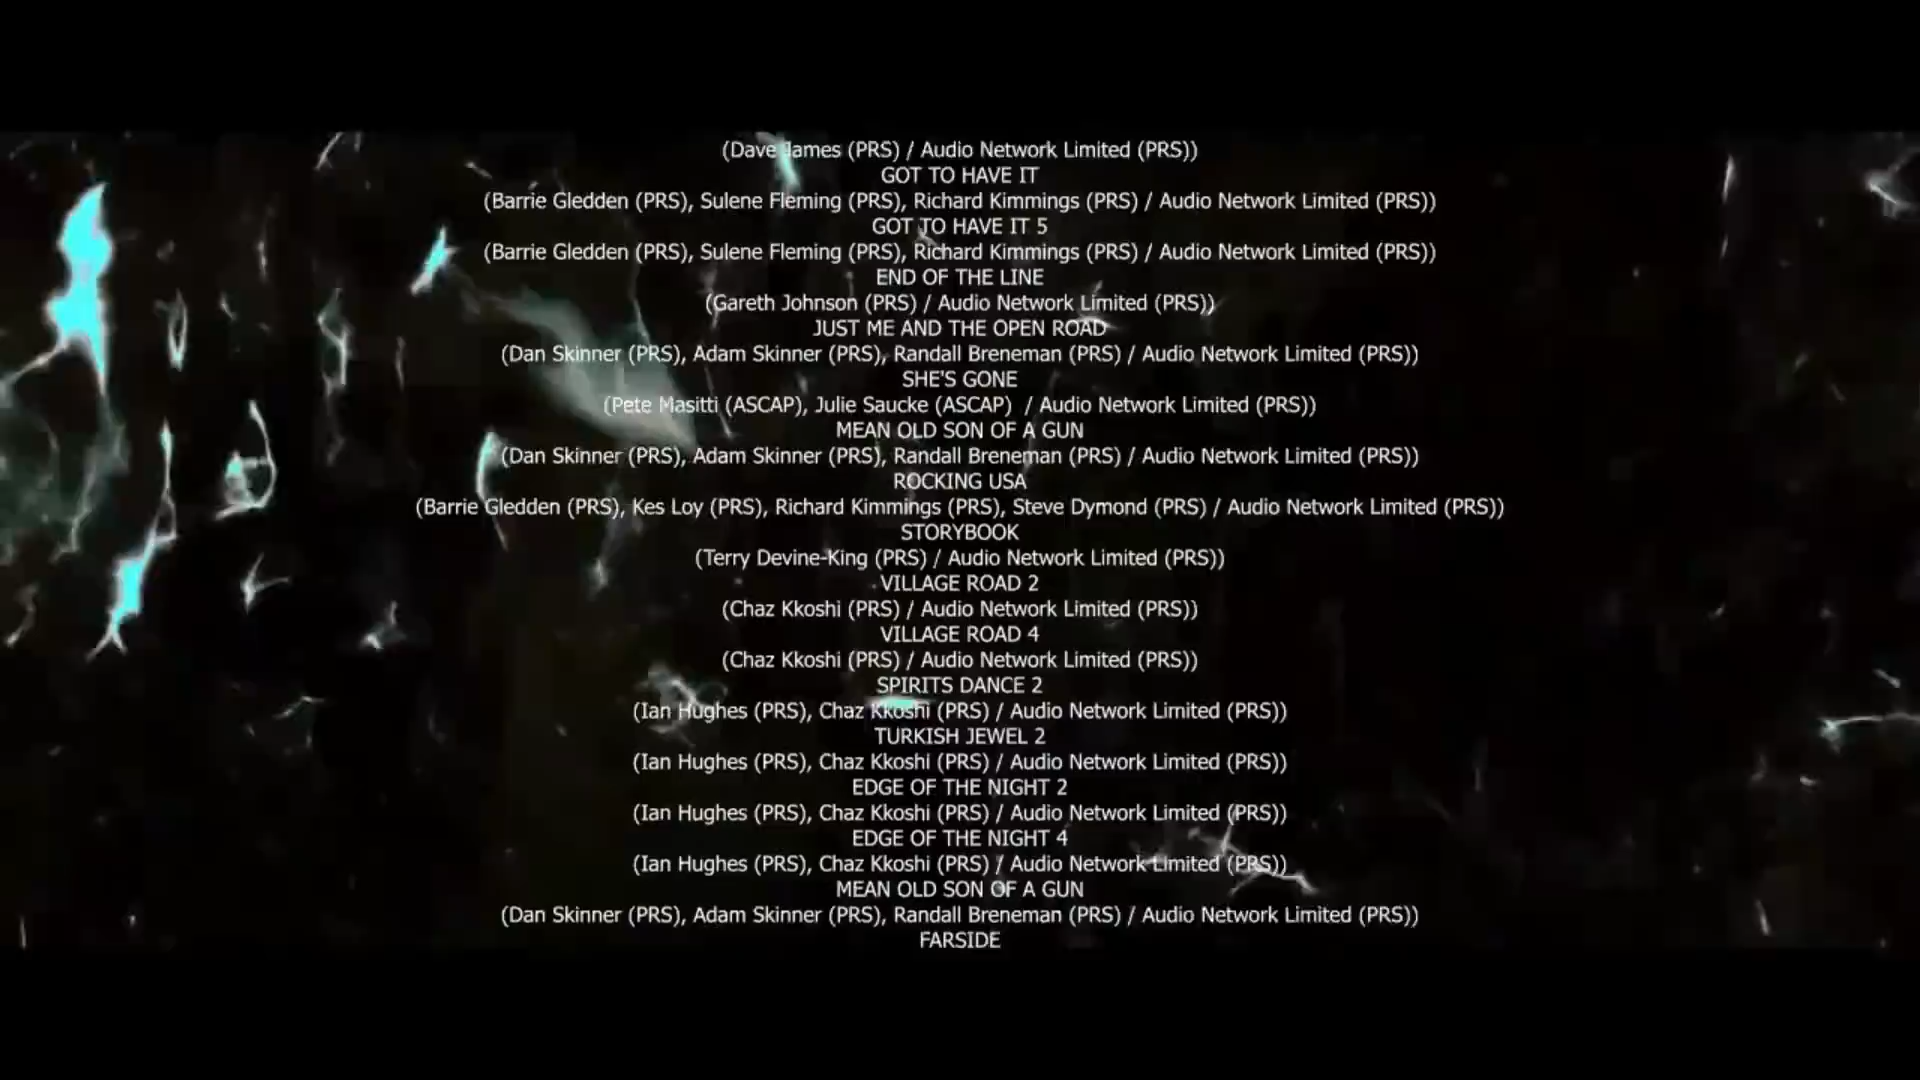 (Dave James (PRS) / Audio Network Limited (PRS))
GOT TO HAVE IT
(Barrie Gledden (PRS), Sulene Fleming (PRS), Richard Kimmings (PRS) / Audio Network Limited (PRS))
GOT TO HAVE IT 5
(Barrie Gledden (PRS), Sulene Fleming (PRS), Richard Kimmings (PRS) / Audio Network Limited (PRS))
END OF THE LINE
(Gareth Johnson (PRS) / Audio Network Limited (PRS))
JUST ME AND THE OPEN ROAD
(Dan Skinner (PRS), Adam Skinner (PRS), Randall Breneman (PRS) / Audio Network Limited (PRS))
SHE'S GONE
(Pete Masitti (ASCAP), Julie Saucke (ASCAP)  / Audio Network Limited (PRS))
MEAN OLD SON OF A GUN
(Dan Skinner (PRS), Adam Skinner (PRS), Randall Breneman (PRS) / Audio Network Limited (PRS))
ROCKING USA
(Barrie Gledden (PRS), Kes Loy (PRS), Richard Kimmings (PRS), Steve Dymond (PRS) / Audio Network Limited (PRS))
STORYBOOK
(Terry Devine-King (PRS) / Audio Network Limited (PRS))
VILLAGE ROAD 2
(Chaz Kkoshi (PRS) / Audio Network Limited (PRS))
VILLAGE ROAD 4
(Chaz Kkoshi (PRS) / Audio Network Limited (PRS))
SPIRITS DANCE 2
(Ian Hughes (PRS), Chaz Kkoshi (PRS) / Audio Network Limited (PRS))
TURKISH JEWEL 2
(Ian Hughes (PRS), Chaz Kkoshi (PRS) / Audio Network Limited (PRS))
EDGE OF THE NIGHT 2
(Ian Hughes (PRS), Chaz Kkoshi (PRS) / Audio Network Limited (PRS))
EDGE OF THE NIGHT 4
(Ian Hughes (PRS), Chaz Kkoshi (PRS) / Audio Network Limited (PRS))
MEAN OLD SON OF A GUN
(Dan Skinner (PRS), Adam Skinner (PRS), Randall Breneman (PRS) / Audio Network Limited (PRS))
FARSIDE